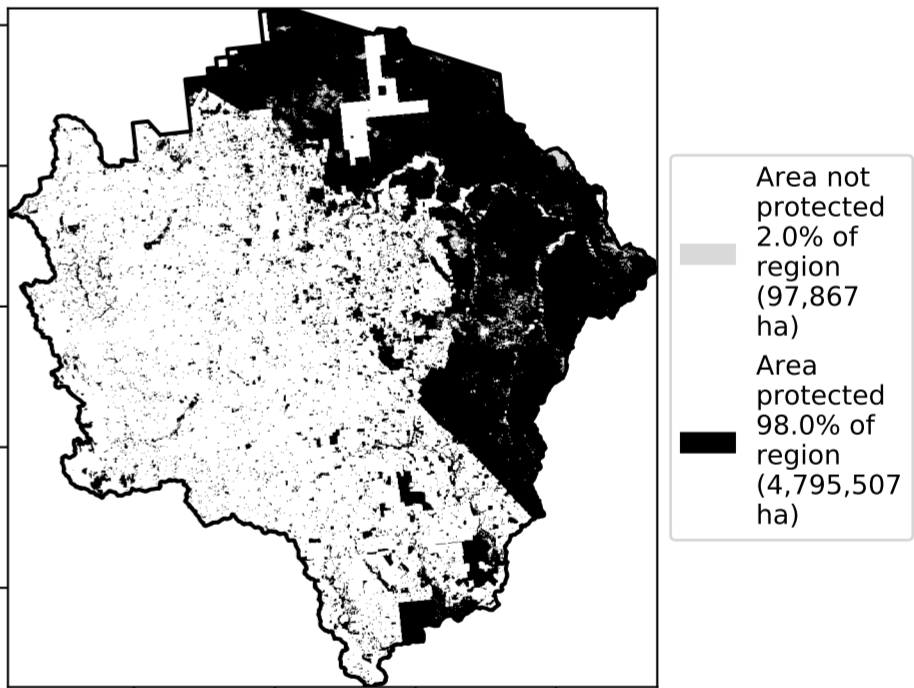 Area not
protected
2.0% of
region
(97,867
ha)
Area
protected
98.0% of
region
(4,795,507
ha)